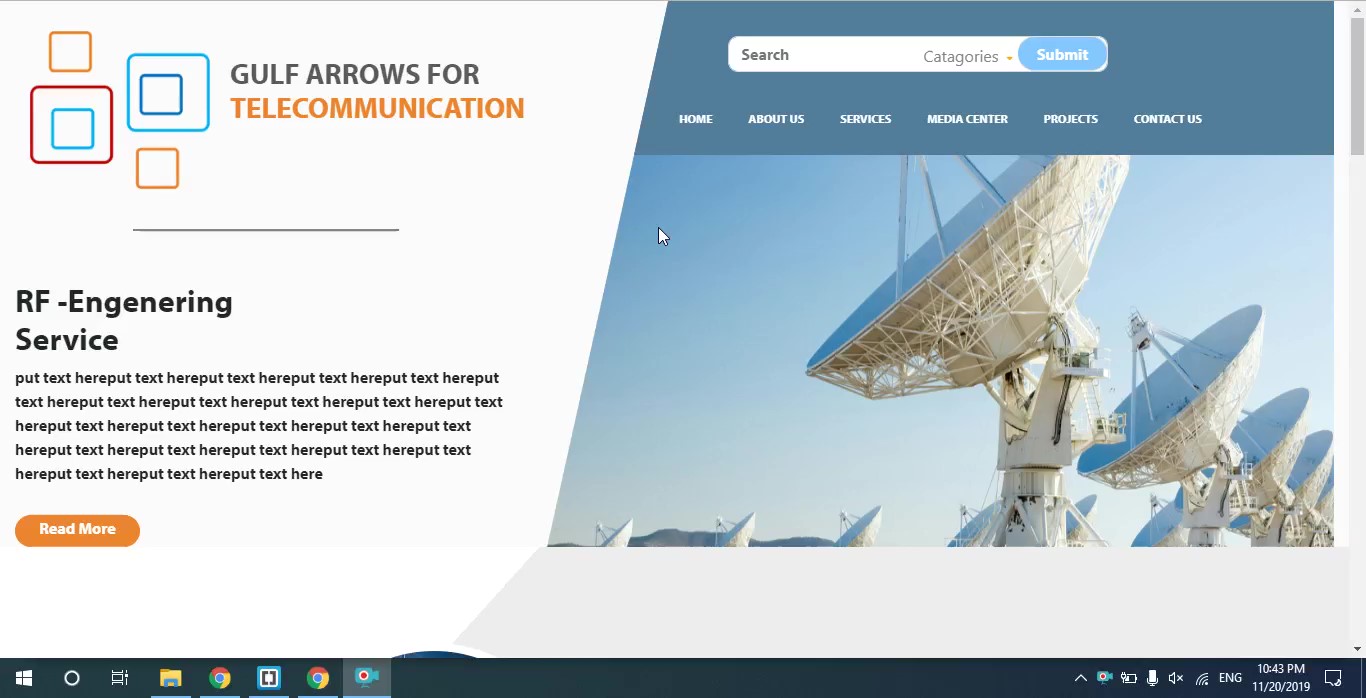 GULF ARROWS FOR
TELECOMMUNICATION
Search
Catagories
Submit
HOME
ABOUT US
SERVICES
MEDIA CENTER
PROJECTS
CONTACT US
RF -Engenering
Service
put text hereput text hereput text hereput text hereput text hereput
text hereput text hereput text hereput text hereput text hereput text
hereput text hereput text hereput text hereput text hereput text
hereput text hereput text hereput text hereput text hereput text
hereput text hereput text hereput text here
Read More
ENG
10:43 PM
11/20/2019